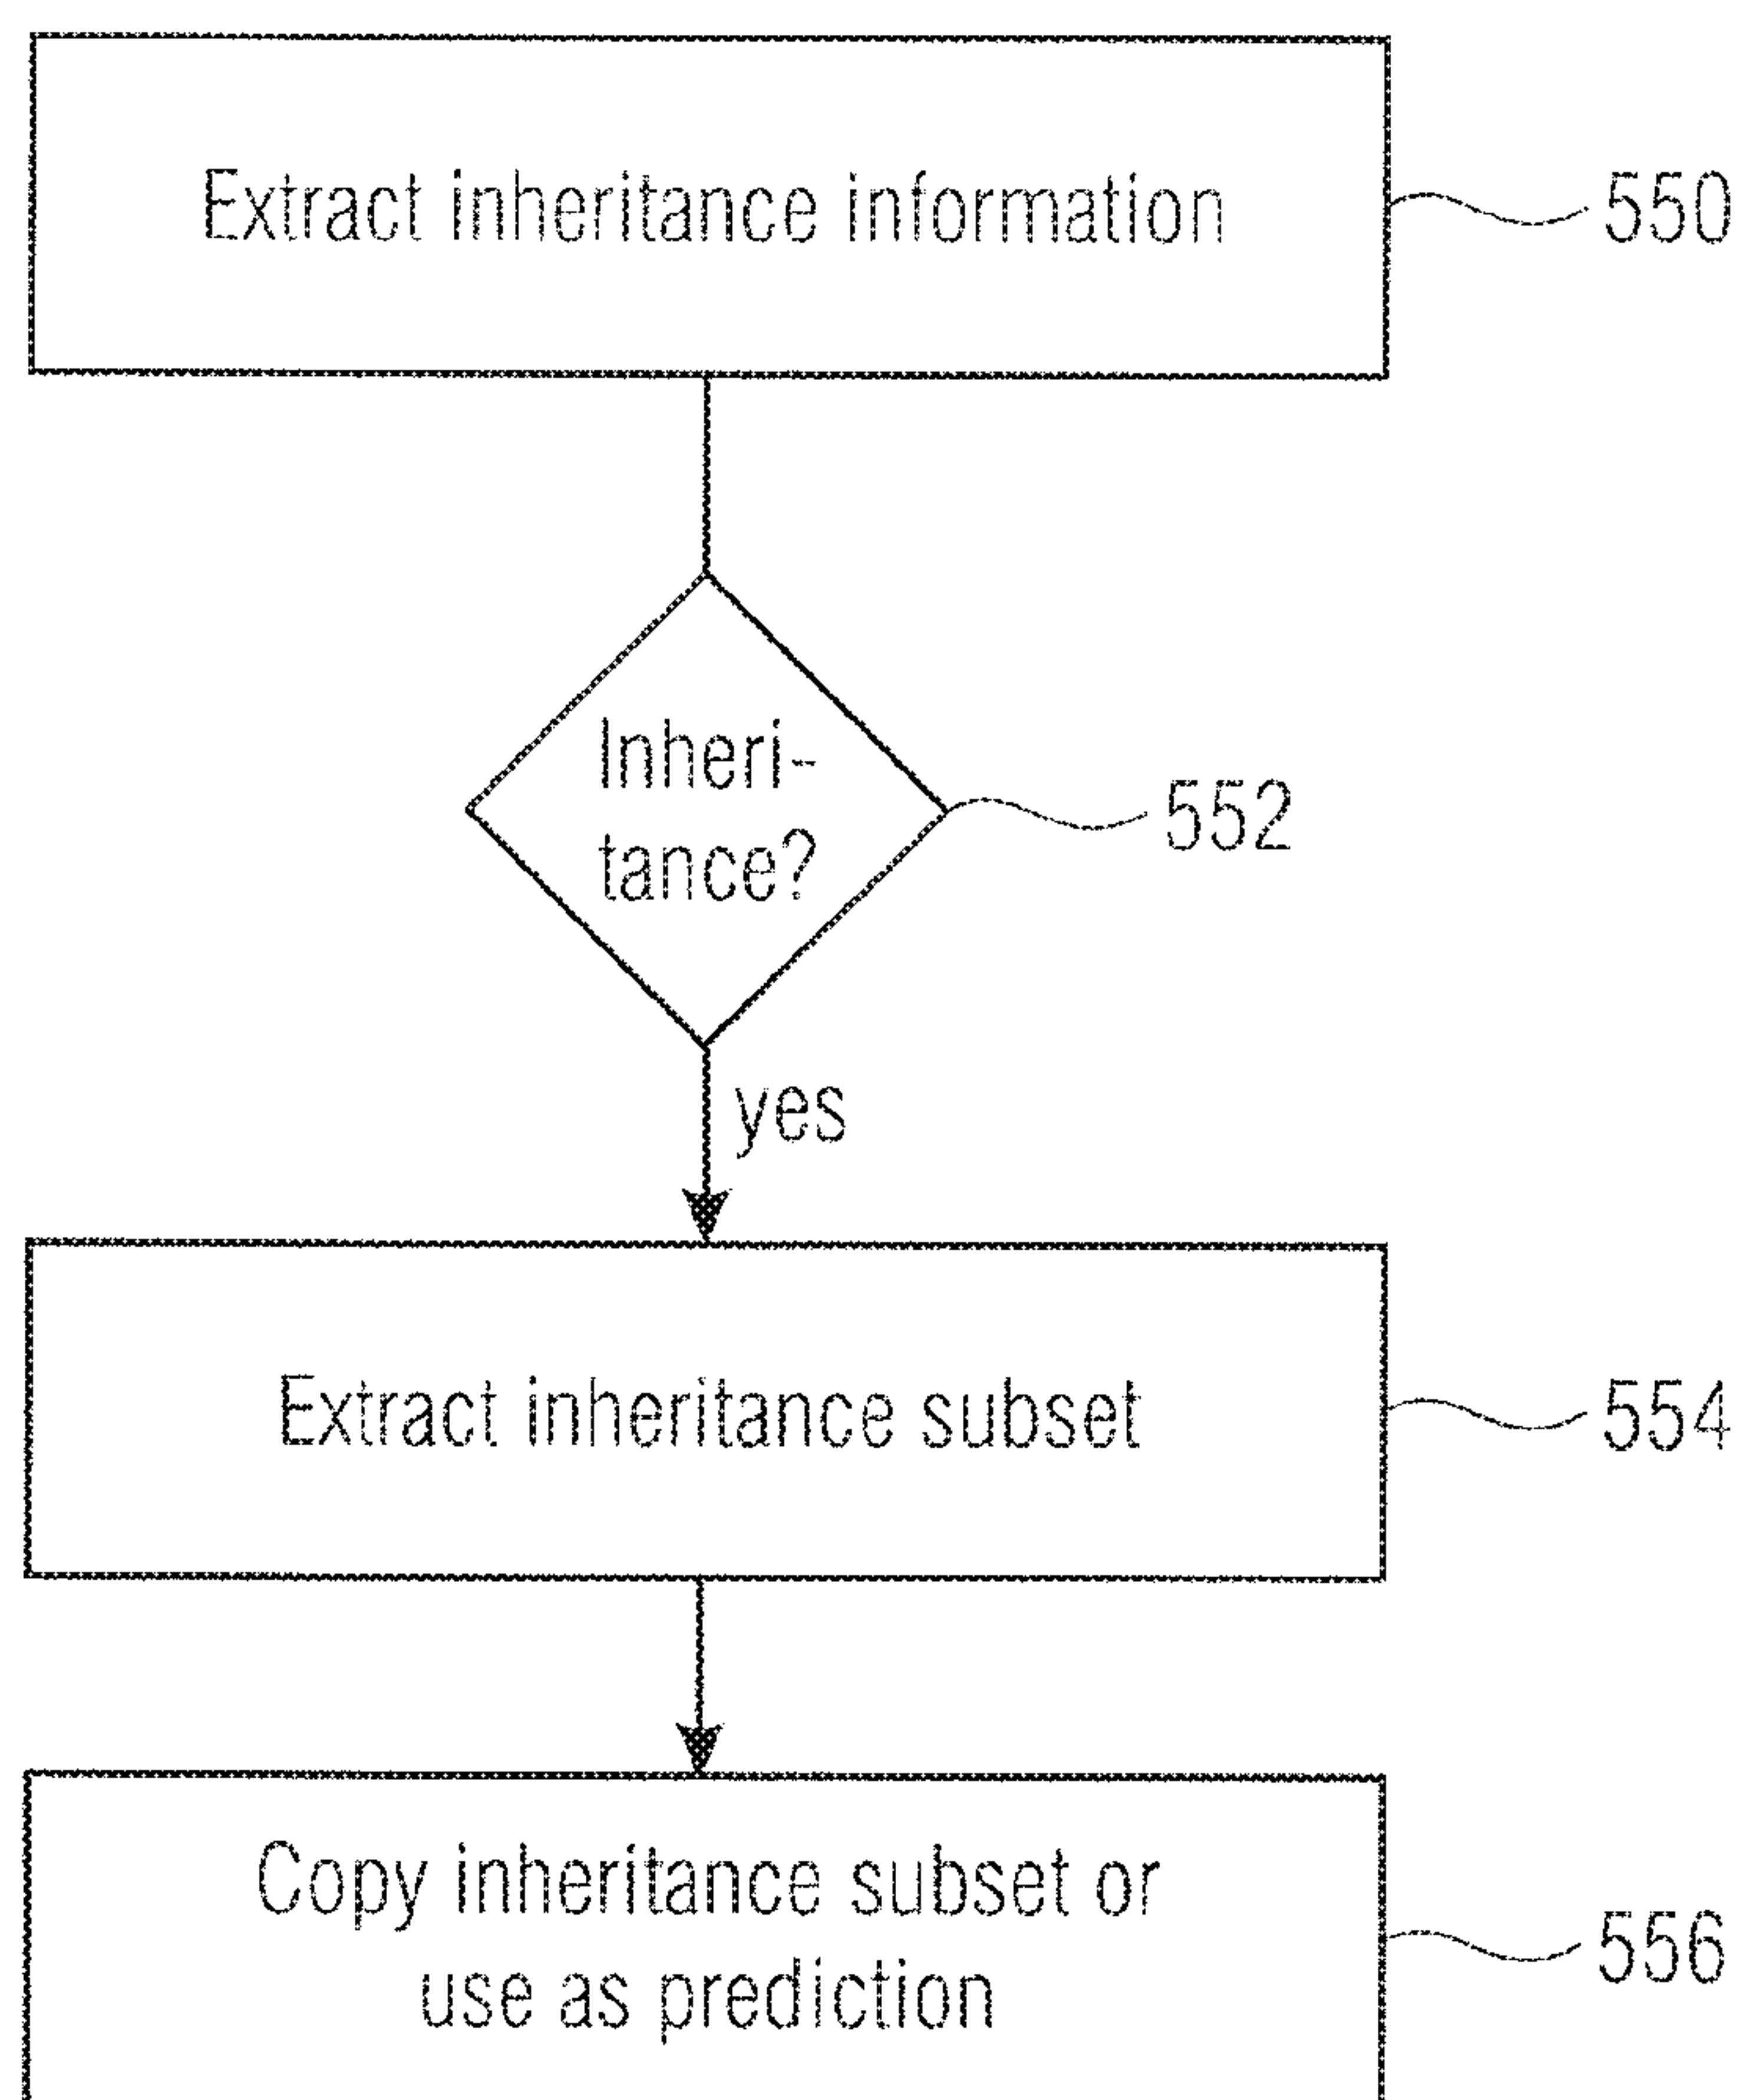 Extract inheritance information
550
Inheri-
tance?
552
yes
Extract inheritance subset
554
Copy inheritance subset or
use as prediction
556